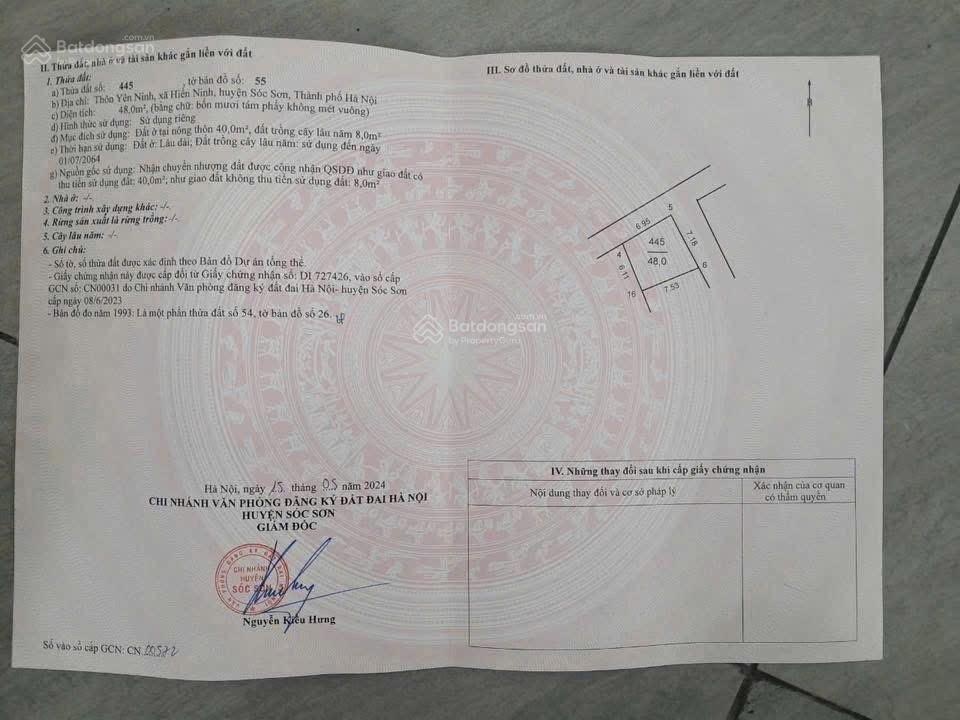 Batdongsan
.com.vn
II. Thửa đất, nhà ở và tài sản khác gắn liền với đất
1. Thửa đất:
a) Thửa đất số: 445 , tờ bản đồ số: 55
b) Địa chỉ: Thôn Yên Ninh, xã Hiền Ninh, huyện Sóc Sơn, Thành phố Hà Nội
c) Diện tích: 48,0m², (bằng chữ: bốn mươi tám phẩy không mét vuông)
d) Hình thức sử dụng: Sử dụng riêng
đ) Mục đích sử dụng: Đất ở tại nông thôn 40,0m², đất trồng cây lâu năm 8,0m²
e) Thời hạn sử dụng: Đất ở: Lâu dài; Đất trồng cây lâu năm: sử dụng đến ngày
01/07/2064
g) Nguồn gốc sử dụng: Nhận chuyển nhượng đất được công nhận QSDĐ như giao đất có
thu tiền sử dụng đất: 40,0m²; như giao đất không thu tiền sử dụng đất: 8,0m²
2. Nhà ở: -/-
3. Công trình xây dựng khác: -/-
4. Rừng sản xuất là rừng trồng: -/-
5. Cây lâu năm: -/-
6. Ghi chú:
- Số tờ, số thửa đất được xác định theo Bản đồ Dự án tổng thể.
- Giấy chứng nhận này được cấp đổi từ Giấy chứng nhận số: DI 727426, vào sổ cấp
GCN số: CN00031 do Chi nhánh Văn phòng đăng ký đất đai Hà Nội- huyện Sóc Sơn
cấp ngày 08/6/2023
- Bản đồ đo năm 1993: Là một phần thửa đất số 54, tờ bản đồ số 26.
Hà Nội, ngày 15 tháng 05 năm 2024
CHI NHÁNH VĂN PHÒNG ĐĂNG KÝ ĐẤT ĐAI HÀ NỘI
HUYỆN SÓC SƠN
GIÁM ĐỐC
CHI NHÁNH
HUYỆN
SÓC SƠN
Nguyễn Kiều Hưng
Số vào sổ cấp GCN: CN 00572
III. Sơ đồ thửa đất, nhà ở và tài sản khác gắn liền với đất
B
5
6.95
4
445
48,0
7.18
6
6.11
16
7.53
Batdongsan
.com.vn
by PropertyGuru
IV. Những thay đổi sau khi cấp giấy chứng nhận
Nội dung thay đổi và cơ sở pháp lý
Xác nhận của cơ quan
có thẩm quyền
Batdongsan
.com.vn